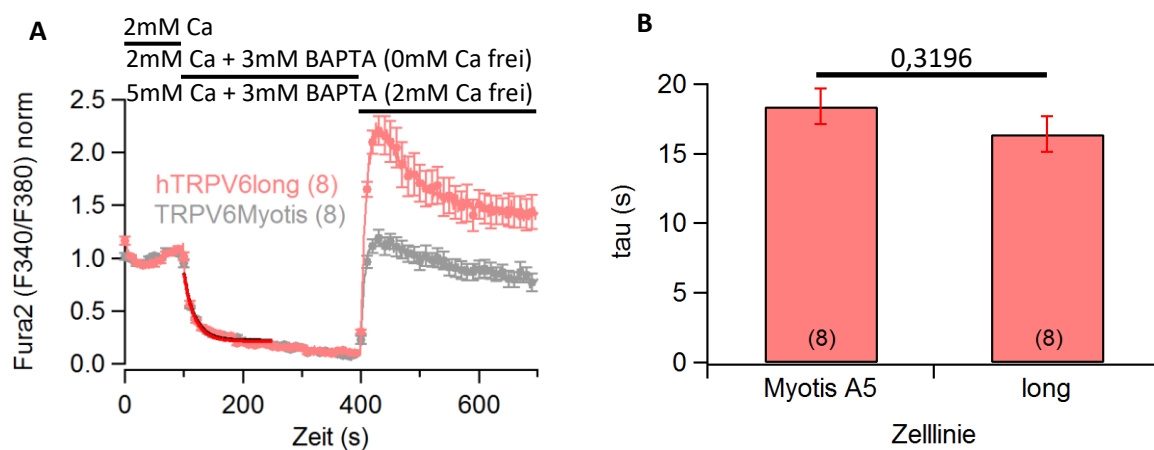 A
2mM Ca
2mM Ca + 3mM BAPTA (0mM Ca frei)
5mM Ca + 3mM BAPTA (2mM Ca frei)
Fura2 (F340/F380) norm
2.5
2.0
1.5
1.0
0.5
0.0
hTRPV6long (8)
TRPV6Myotis (8)
0
200
400
600
Zeit (s)
B
0,3196
tau (s)
20
15
10
5
0
(8)
(8)
Myotis A5
long
Zelllinie